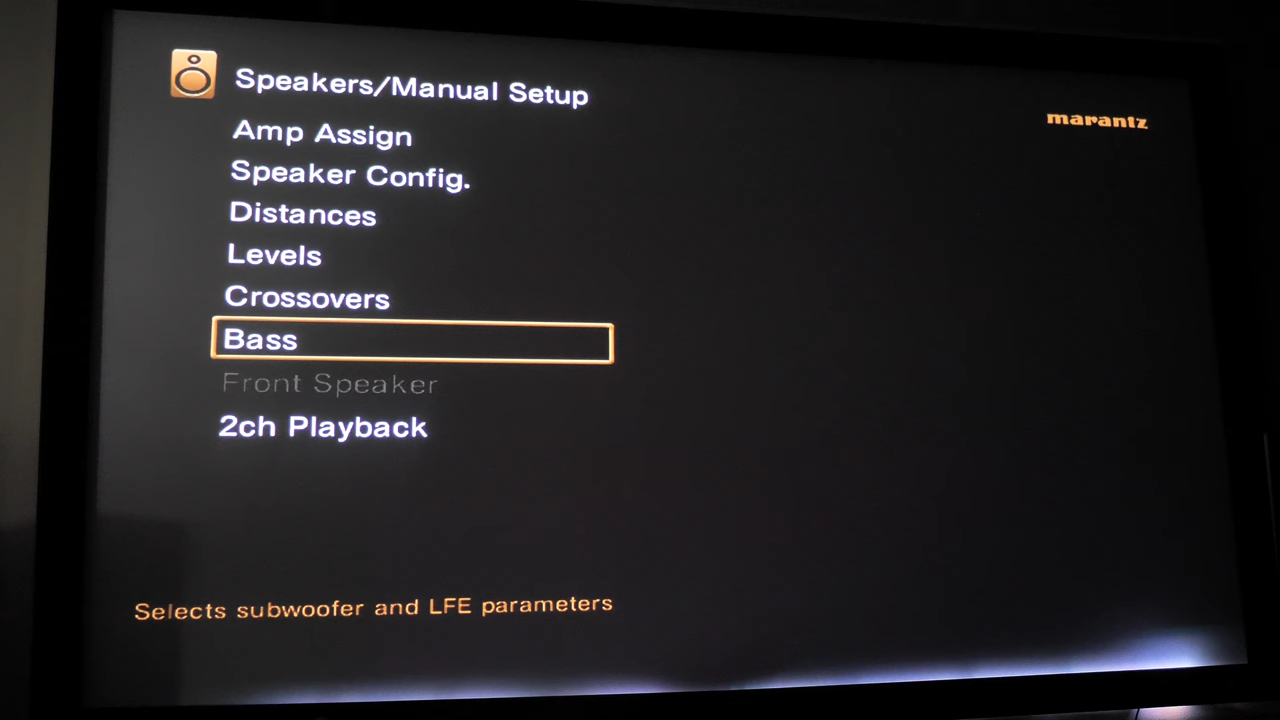 Speakers/Manual Setup
marantz
Amp Assign
Speaker Config.
Distances
Levels
Crossovers
Bass
Front Speaker
2ch Playback
Selects subwoofer and LFE parameters